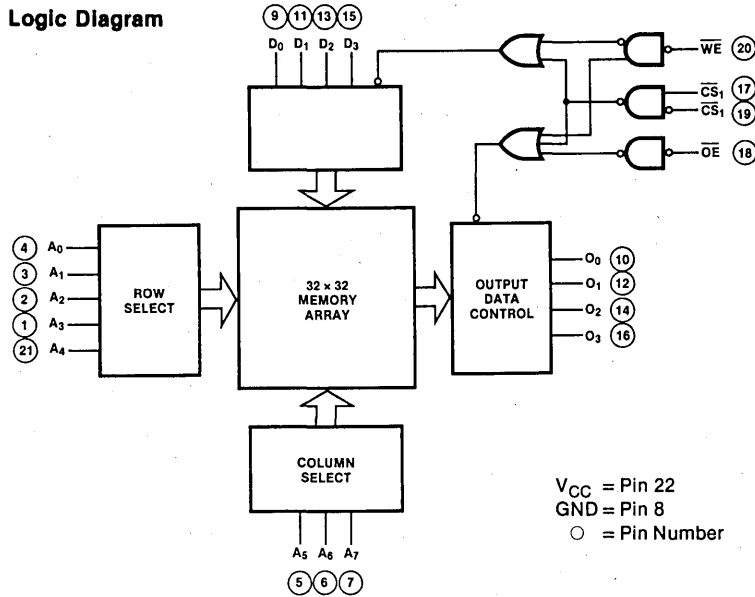 Logic Diagram
9 11 13 15
D0 D1 D2 D3
WE 20
CS1 17
CS1 19
OE 18
4 A0
3 A1
2 A2
1 A3
21 A4
ROW
SELECT
32 × 32
MEMORY
ARRAY
OUTPUT
DATA
CONTROL
O0 10
O1 12
O2 14
O3 16
COLUMN
SELECT
A5 A6 A7
5 6 7
VCC = Pin 22
GND = Pin 8
○ = Pin Number